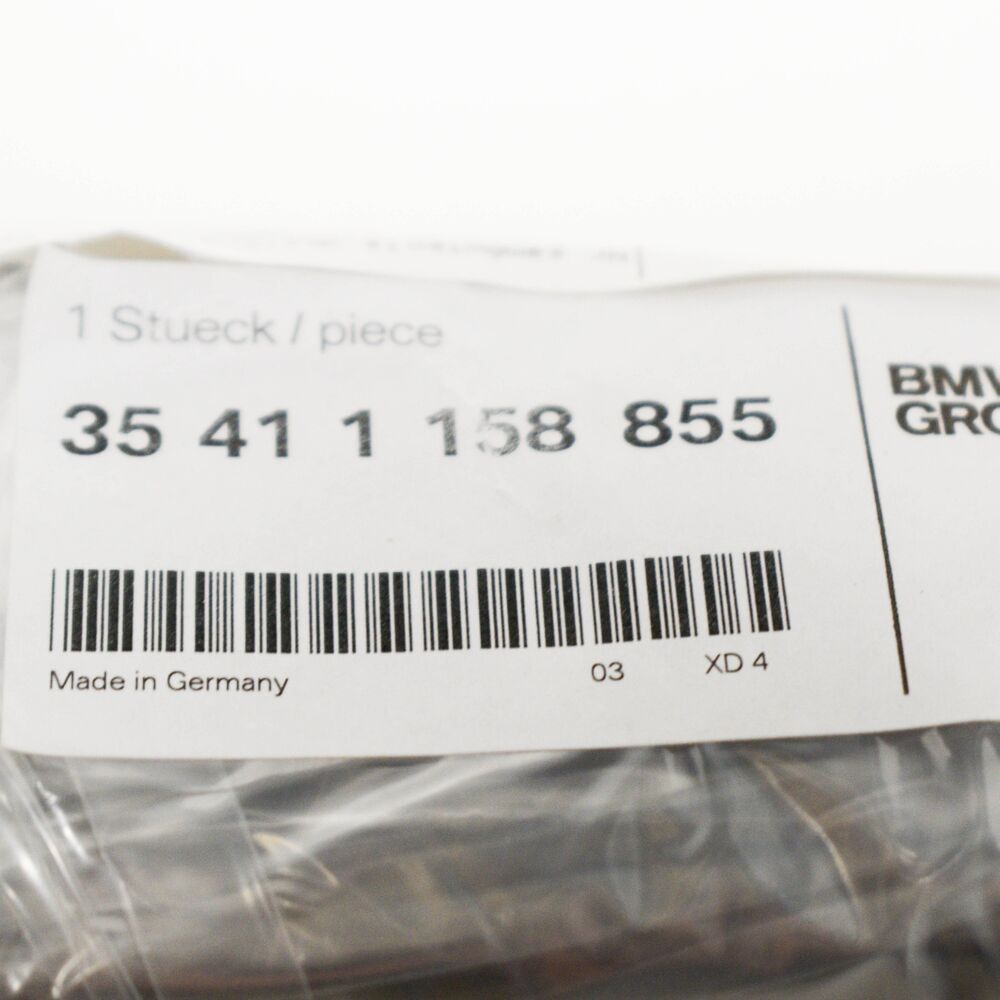 1 Stueck / piece
35 41 1 158 855
BMW
GRO
Made in Germany
03
XD 4